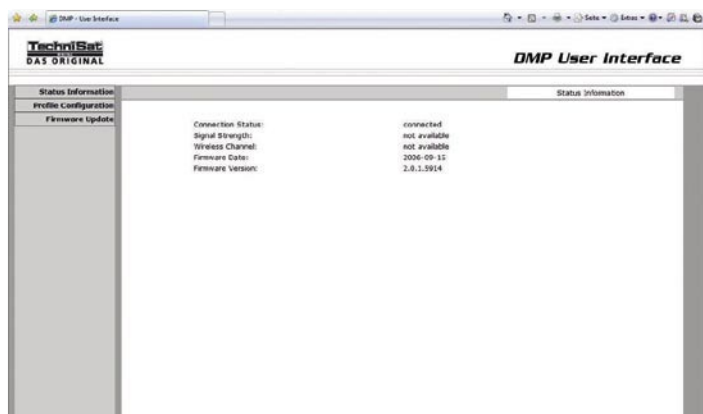 DMP - User Interface
Seite
Extras
TechniSat
DAS ORIGINAL
DMP User Interface
Status Information
Profile Configuration
Firmware Update
Status Information
Connection Status: connected
Signal Strength: not available
Wireless Channel: not available
Firmware Date: 2006-09-15
Firmware Version: 2.0.1.5914